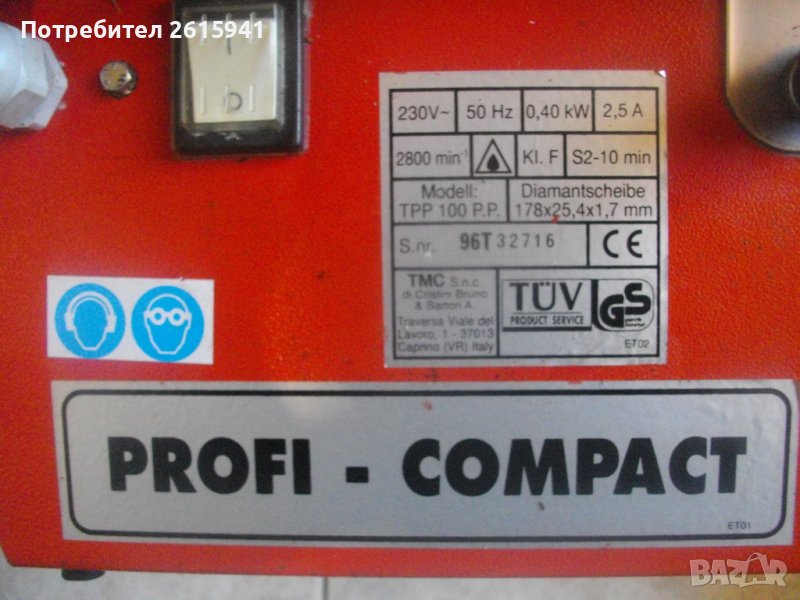 Потребител 2615941
230V~ 50 Hz 0,40 kW 2,5 A
2800 min⁻¹ Kl. F S2-10 min
Modell: TPP 100 P.P.
Diamantscheibe 178x25,4x1,7 mm
S.nr. 96T 32716 CE
TMC S.n.c.
di Cristini Bruno
& Sartori A.
Traversa Viale del
Lavoro, 1 - 37013
Caprino (VR) Italy
TÜV
PRODUCT SERVICE
GS
ET02
PROFI - COMPACT
ET01
BAZAR